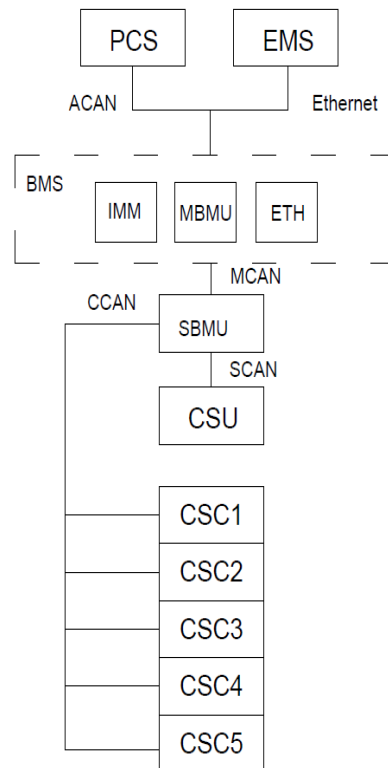 PCS
EMS
ACAN
Ethernet
BMS
IMM
MBMU
ETH
MCAN
CCAN
SBMU
SCAN
CSU
CSC1
CSC2
CSC3
CSC4
CSC5